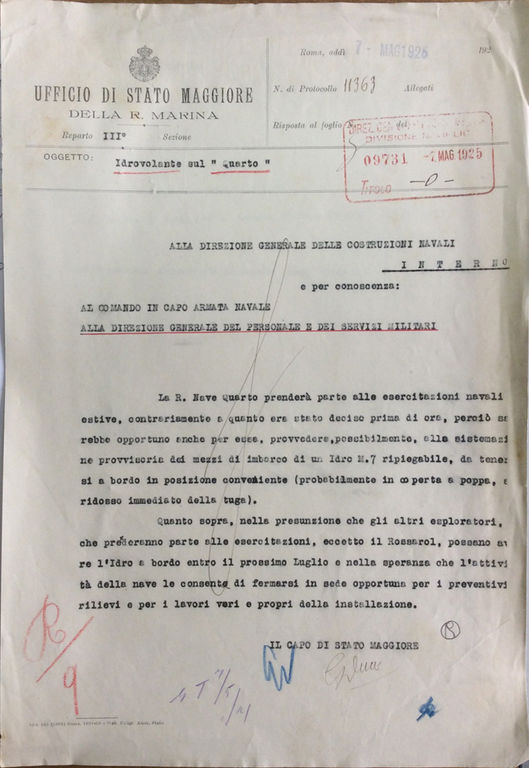 Roma, addì 7 - MAG 1925 192
UFFICIO DI STATO MAGGIORE
DELLA R. MARINA
N. di Protocollo 11363 Allegati
Reparto IIIº Sezione
Risposta al foglio
DIVISIONE
09731 - 7 MAG 1925
TITOLO -0-
OGGETTO: Idrovolante sul " Quarto "
ALLA DIREZIONE GENERALE DELLE COSTRUZIONI NAVALI
I N T E R N O
e per conoscenza:
AL COMANDO IN CAPO ARMATA NAVALE
ALLA DIREZIONE GENERALE DEL PERSONALE E DEI SERVIZI MILITARI
La R. Nave Quarto prenderà parte alle esercitazioni navali
estive, contrariamente a quanto era stato deciso prima di ora, perciò sa
rebbe opportuno anche per essa, provvedere,possibilmente, alla sistemazi
ne provvisoria dei mezzi di imbarco di un Idro M.7 ripiegabile, da tener
si a bordo in posizione conveniente (probabilmente in coperta a poppa, a
ridosso immediato della tuga).
Quanto sopra, nella presunzione che gli altri esploratori,
che prenderanno parte alle esercitazioni, eccetto il Rossarol, possano av
re l'Idro a bordo entro il prossimo Luglio e nella speranza che l'attivi
tà della nave le consenta di fermarsi in sede opportuna per i preventivi
rilievi e per i lavori veri e propri della installazione.
R
IL CAPO DI STATO MAGGIORE
R/9